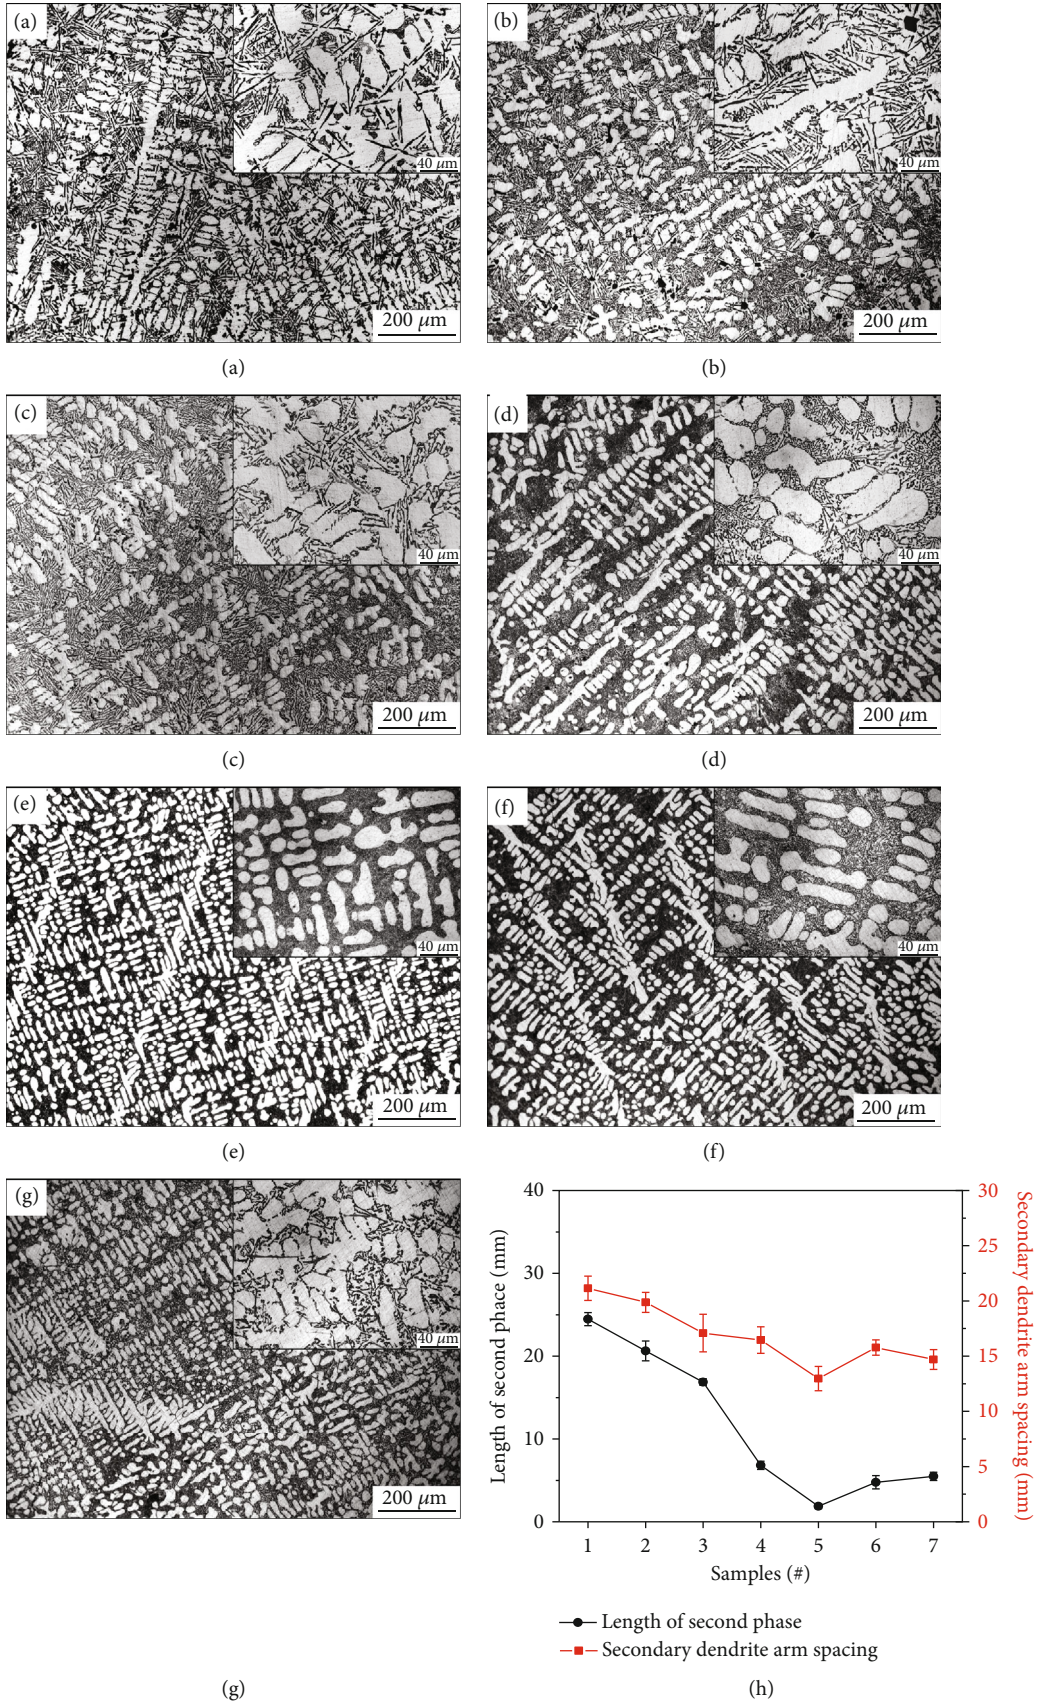 (a)
40 μm
200 μm
(a)
(b)
40 μm
200 μm
(b)
(c)
40 μm
200 μm
(c)
(d)
40 μm
200 μm
(d)
(e)
40 μm
200 μm
(e)
(f)
40 μm
200 μm
(f)
(g)
40 μm
200 μm
(g)
Length of second phace (mm)
40
30
20
10
0
30
25
20
15
10
5
0
Secondary dendrite arm
spacing (mm)
1 2 3 4 5 6 7
Samples (#)
Length of second phase
Secondary dendrite arm spacing
(h)